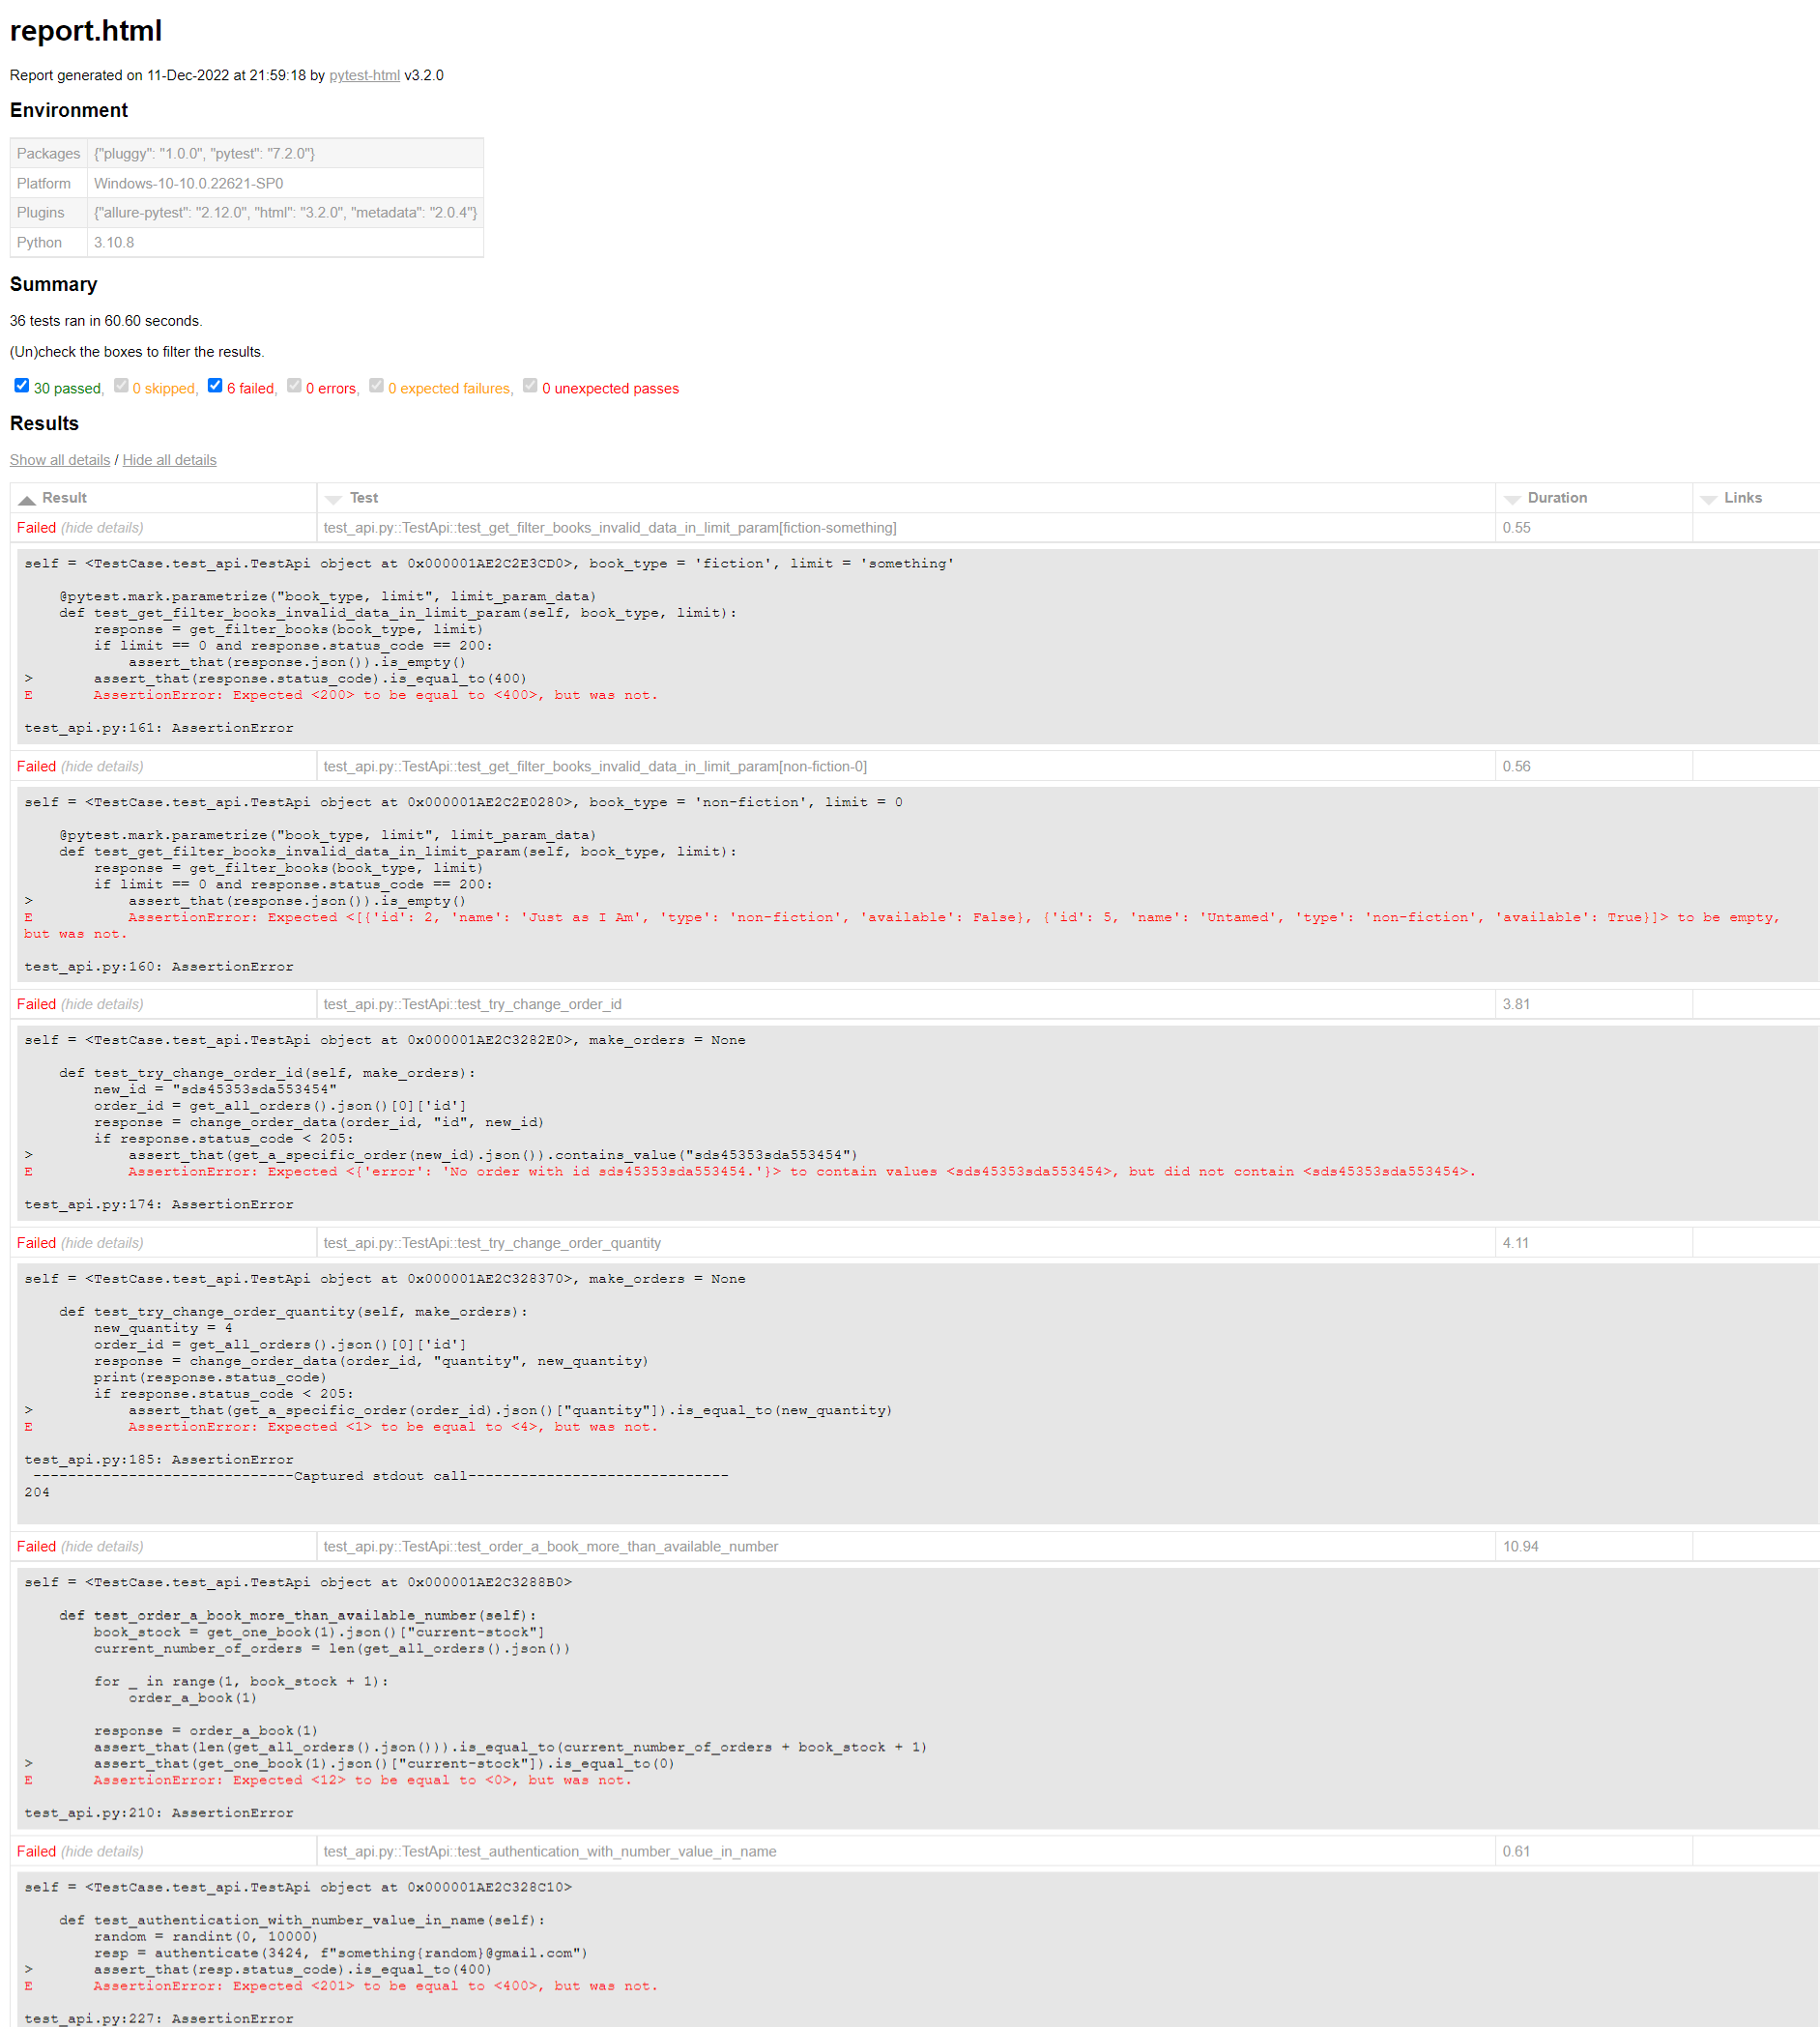 report.html
Report generated on 11-Dec-2022 at 21:59:18 by pytest-html v3.2.0
Environment
Packages {"pluggy": "1.0.0", "pytest": "7.2.0"}
Platform Windows-10-10.0.22621-SP0
Plugins {"allure-pytest": "2.12.0", "html": "3.2.0", "metadata": "2.0.4"}
Python 3.10.8
Summary
36 tests ran in 60.60 seconds.
(Un)check the boxes to filter the results.
30 passed, 0 skipped, 6 failed, 0 errors, 0 expected failures, 0 unexpected passes
Results
Show all details / Hide all details
Result Test Duration Links
Failed (hide details) test_api.py::TestApi::test_get_filter_books_invalid_data_in_limit_param[fiction-something] 0.55
self = <TestCase.test_api.TestApi object at 0x000001AE2C2E3CD0>, book_type = 'fiction', limit = 'something'
@pytest.mark.parametrize("book_type, limit", limit_param_data)
def test_get_filter_books_invalid_data_in_limit_param(self, book_type, limit):
response = get_filter_books(book_type, limit)
if limit == 0 and response.status_code == 200:
assert_that(response.json()).is_empty()
> assert_that(response.status_code).is_equal_to(400)
E AssertionError: Expected <200> to be equal to <400>, but was not.
test_api.py:161: AssertionError
Failed (hide details) test_api.py::TestApi::test_get_filter_books_invalid_data_in_limit_param[non-fiction-0] 0.56
self = <TestCase.test_api.TestApi object at 0x000001AE2C2E0280>, book_type = 'non-fiction', limit = 0
@pytest.mark.parametrize("book_type, limit", limit_param_data)
def test_get_filter_books_invalid_data_in_limit_param(self, book_type, limit):
response = get_filter_books(book_type, limit)
if limit == 0 and response.status_code == 200:
> assert_that(response.json()).is_empty()
E AssertionError: Expected <[{'id': 2, 'name': 'Just as I Am', 'type': 'non-fiction', 'available': False}, {'id': 5, 'name': 'Untamed', 'type': 'non-fiction', 'available': True}]> to be empty,
but was not.
test_api.py:160: AssertionError
Failed (hide details) test_api.py::TestApi::test_try_change_order_id 3.81
self = <TestCase.test_api.TestApi object at 0x000001AE2C3282E0>, make_orders = None
def test_try_change_order_id(self, make_orders):
new_id = "sds45353sda553454"
order_id = get_all_orders().json()[0]['id']
response = change_order_data(order_id, "id", new_id)
if response.status_code < 205:
> assert_that(get_a_specific_order(new_id).json()).contains_value("sds45353sda553454")
E AssertionError: Expected <{'error': 'No order with id sds45353sda553454.'}> to contain values <sds45353sda553454>, but did not contain <sds45353sda553454>.
test_api.py:174: AssertionError
Failed (hide details) test_api.py::TestApi::test_try_change_order_quantity 4.11
self = <TestCase.test_api.TestApi object at 0x000001AE2C328370>, make_orders = None
def test_try_change_order_quantity(self, make_orders):
new_quantity = 4
order_id = get_all_orders().json()[0]['id']
response = change_order_data(order_id, "quantity", new_quantity)
print(response.status_code)
if response.status_code < 205:
> assert_that(get_a_specific_order(order_id).json()["quantity"]).is_equal_to(new_quantity)
E AssertionError: Expected <1> to be equal to <4>, but was not.
test_api.py:185: AssertionError
------------------------------Captured stdout call------------------------------
204
Failed (hide details) test_api.py::TestApi::test_order_a_book_more_than_available_number 10.94
self = <TestCase.test_api.TestApi object at 0x000001AE2C3288B0>
def test_order_a_book_more_than_available_number(self):
book_stock = get_one_book(1).json()["current-stock"]
current_number_of_orders = len(get_all_orders().json())
for _ in range(1, book_stock + 1):
order_a_book(1)
response = order_a_book(1)
assert_that(len(get_all_orders().json())).is_equal_to(current_number_of_orders + book_stock + 1)
> assert_that(get_one_book(1).json()["current-stock"]).is_equal_to(0)
E AssertionError: Expected <12> to be equal to <0>, but was not.
test_api.py:210: AssertionError
Failed (hide details) test_api.py::TestApi::test_authentication_with_number_value_in_name 0.61
self = <TestCase.test_api.TestApi object at 0x000001AE2C328C10>
def test_authentication_with_number_value_in_name(self):
random = randint(0, 10000)
resp = authenticate(3424, f"something{random}@gmail.com")
> assert_that(resp.status_code).is_equal_to(400)
E AssertionError: Expected <201> to be equal to <400>, but was not.
test_api.py:227: AssertionError